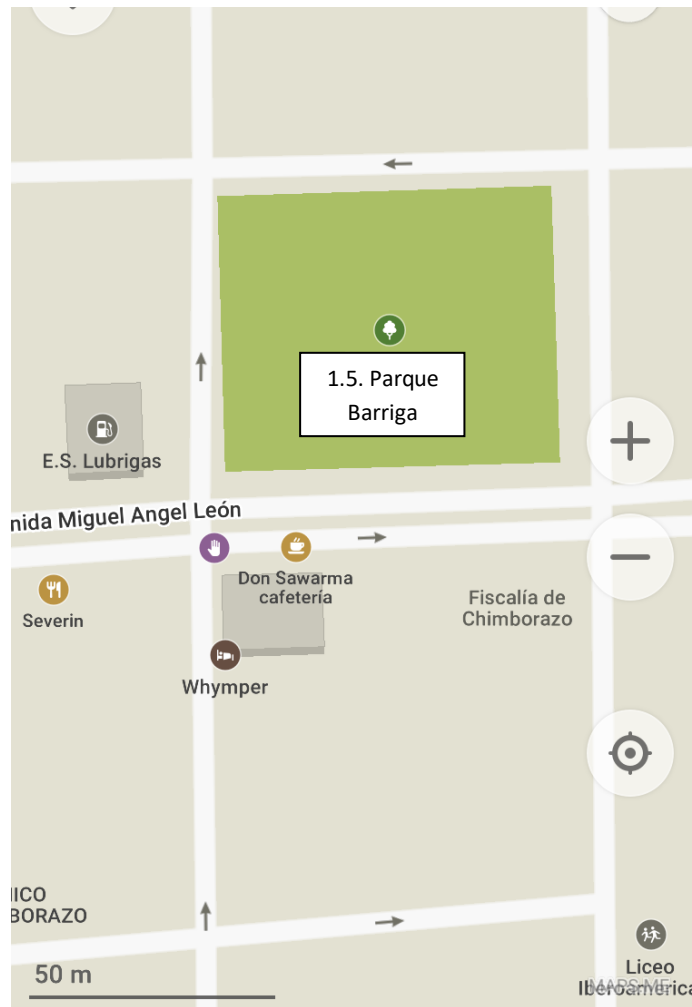 1.5. Parque
Barriga
E.S. Lubrigas
nida Miguel Angel León
Don Sawarma
cafetería
Severin
Fiscalía de
Chimborazo
Whymper
IICO
BORAZO
50 m
Liceo
Iberoamerica
MAPS.ME